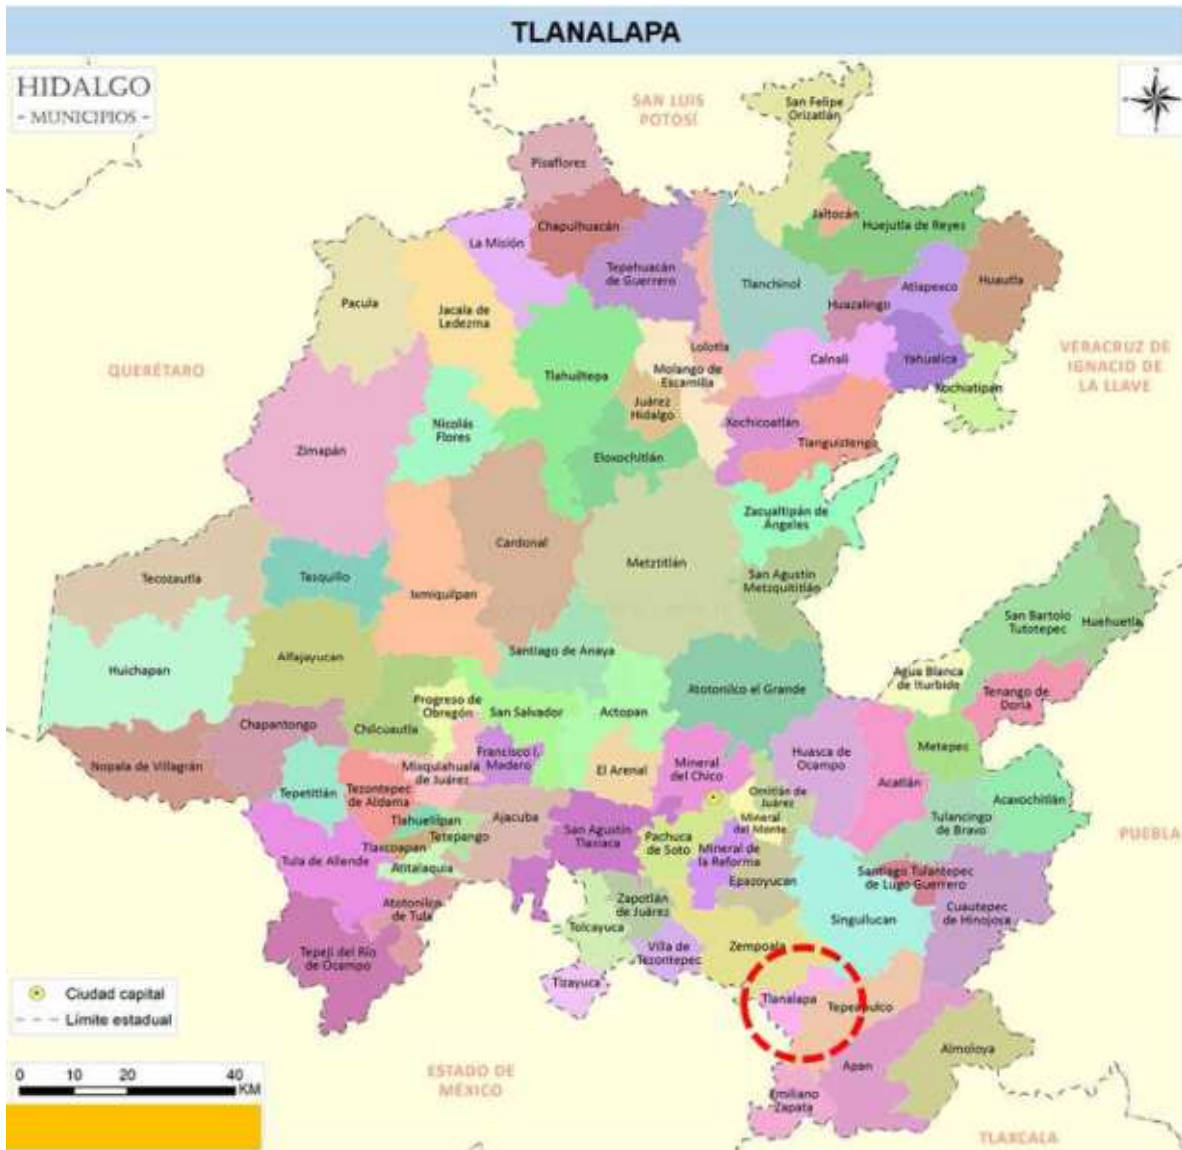 TLANALAPA
HIDALGO
- MUNICIPIOS -
SAN LUIS
POTOSÍ
San Felipe
Orizatlán
Pisaflores
Jaltocán
Huejutla de Reyes
Chapulhuacán
La Misión
Tepehuacán
de Guerrero
Tlanchinol
Atlapexco
Huautla
Huazalingo
Pacula
Jacala de
Ledezma
Lolotla
Calnali
Yahualica
VERACRUZ DE
IGNACIO DE
LA LLAVE
QUERÉTARO
Tlahuiltepa
Molango de
Escamilla
Xochiatipan
Juárez
Hidalgo
Nicolás
Flores
Xochicoatlán
Tianguistengo
Zimapán
Eloxochitlán
Zacualtipán de
Ángeles
Cardonal
Metztitlán
Tecozautla
Tasquillo
San Agustín
Metzquititlán
Ixmiquilpan
San Bartolo
Tutotepec
Huehuetla
Santiago de Anaya
Huichapan
Alfajayucan
Agua Blanca
de Iturbide
Atotonilco el Grande
Tenango de
Doria
Progreso de
Obregón
San Salvador
Actopan
Chapantongo
Chilcuautla
Metepec
Nopala de Villagrán
Mixquiahuala
de Juárez
Francisco I.
Madero
El Arenal
Mineral
del Chico
Huasca de
Ocampo
Acatlán
Tepetitlán
Tezontepec
de Aldama
Omitlán de
Juárez
Acaxochitlán
Tlahuelilpan
Ajacuba
Mineral
del Monte
Tulancingo
de Bravo
Tetepango
San Agustín
Tlaxiaca
Pachuca
de Soto
PUEBLA
Tlaxcoapan
Tula de Allende
Atitalaquia
Mineral de
la Reforma
Epazoyucan
Santiago Tulantepec
de Lugo Guerrero
Atotonilco
de Tula
Zapotlán
de Juárez
Singuilucan
Cuautepec
de Hinojosa
Tolcayuca
Tepeji del Río
de Ocampo
Villa de
Tezontepec
Zempoala
Tizayuca
Tlanalapa
Tepeapulco
Ciudad capital
Límite estadual
Almoloya
Apan
ESTADO DE
MÉXICO
0 10 20 40
KM
Emiliano
Zapata
TLAXCALA